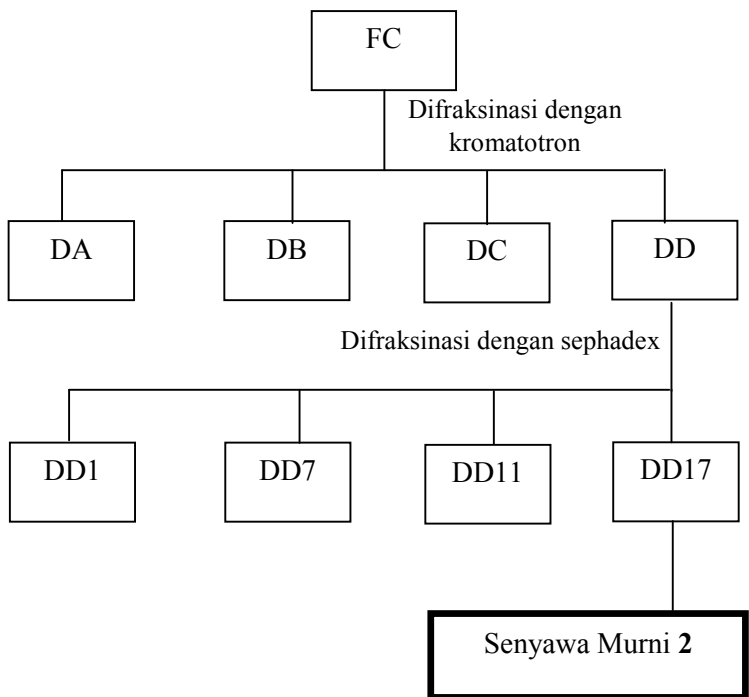 FC
Difraksinasi dengan
kromatotron
DA
DB
DC
DD
Difraksinasi dengan sephadex
DD1
DD7
DD11
DD17
Senyawa Murni 2